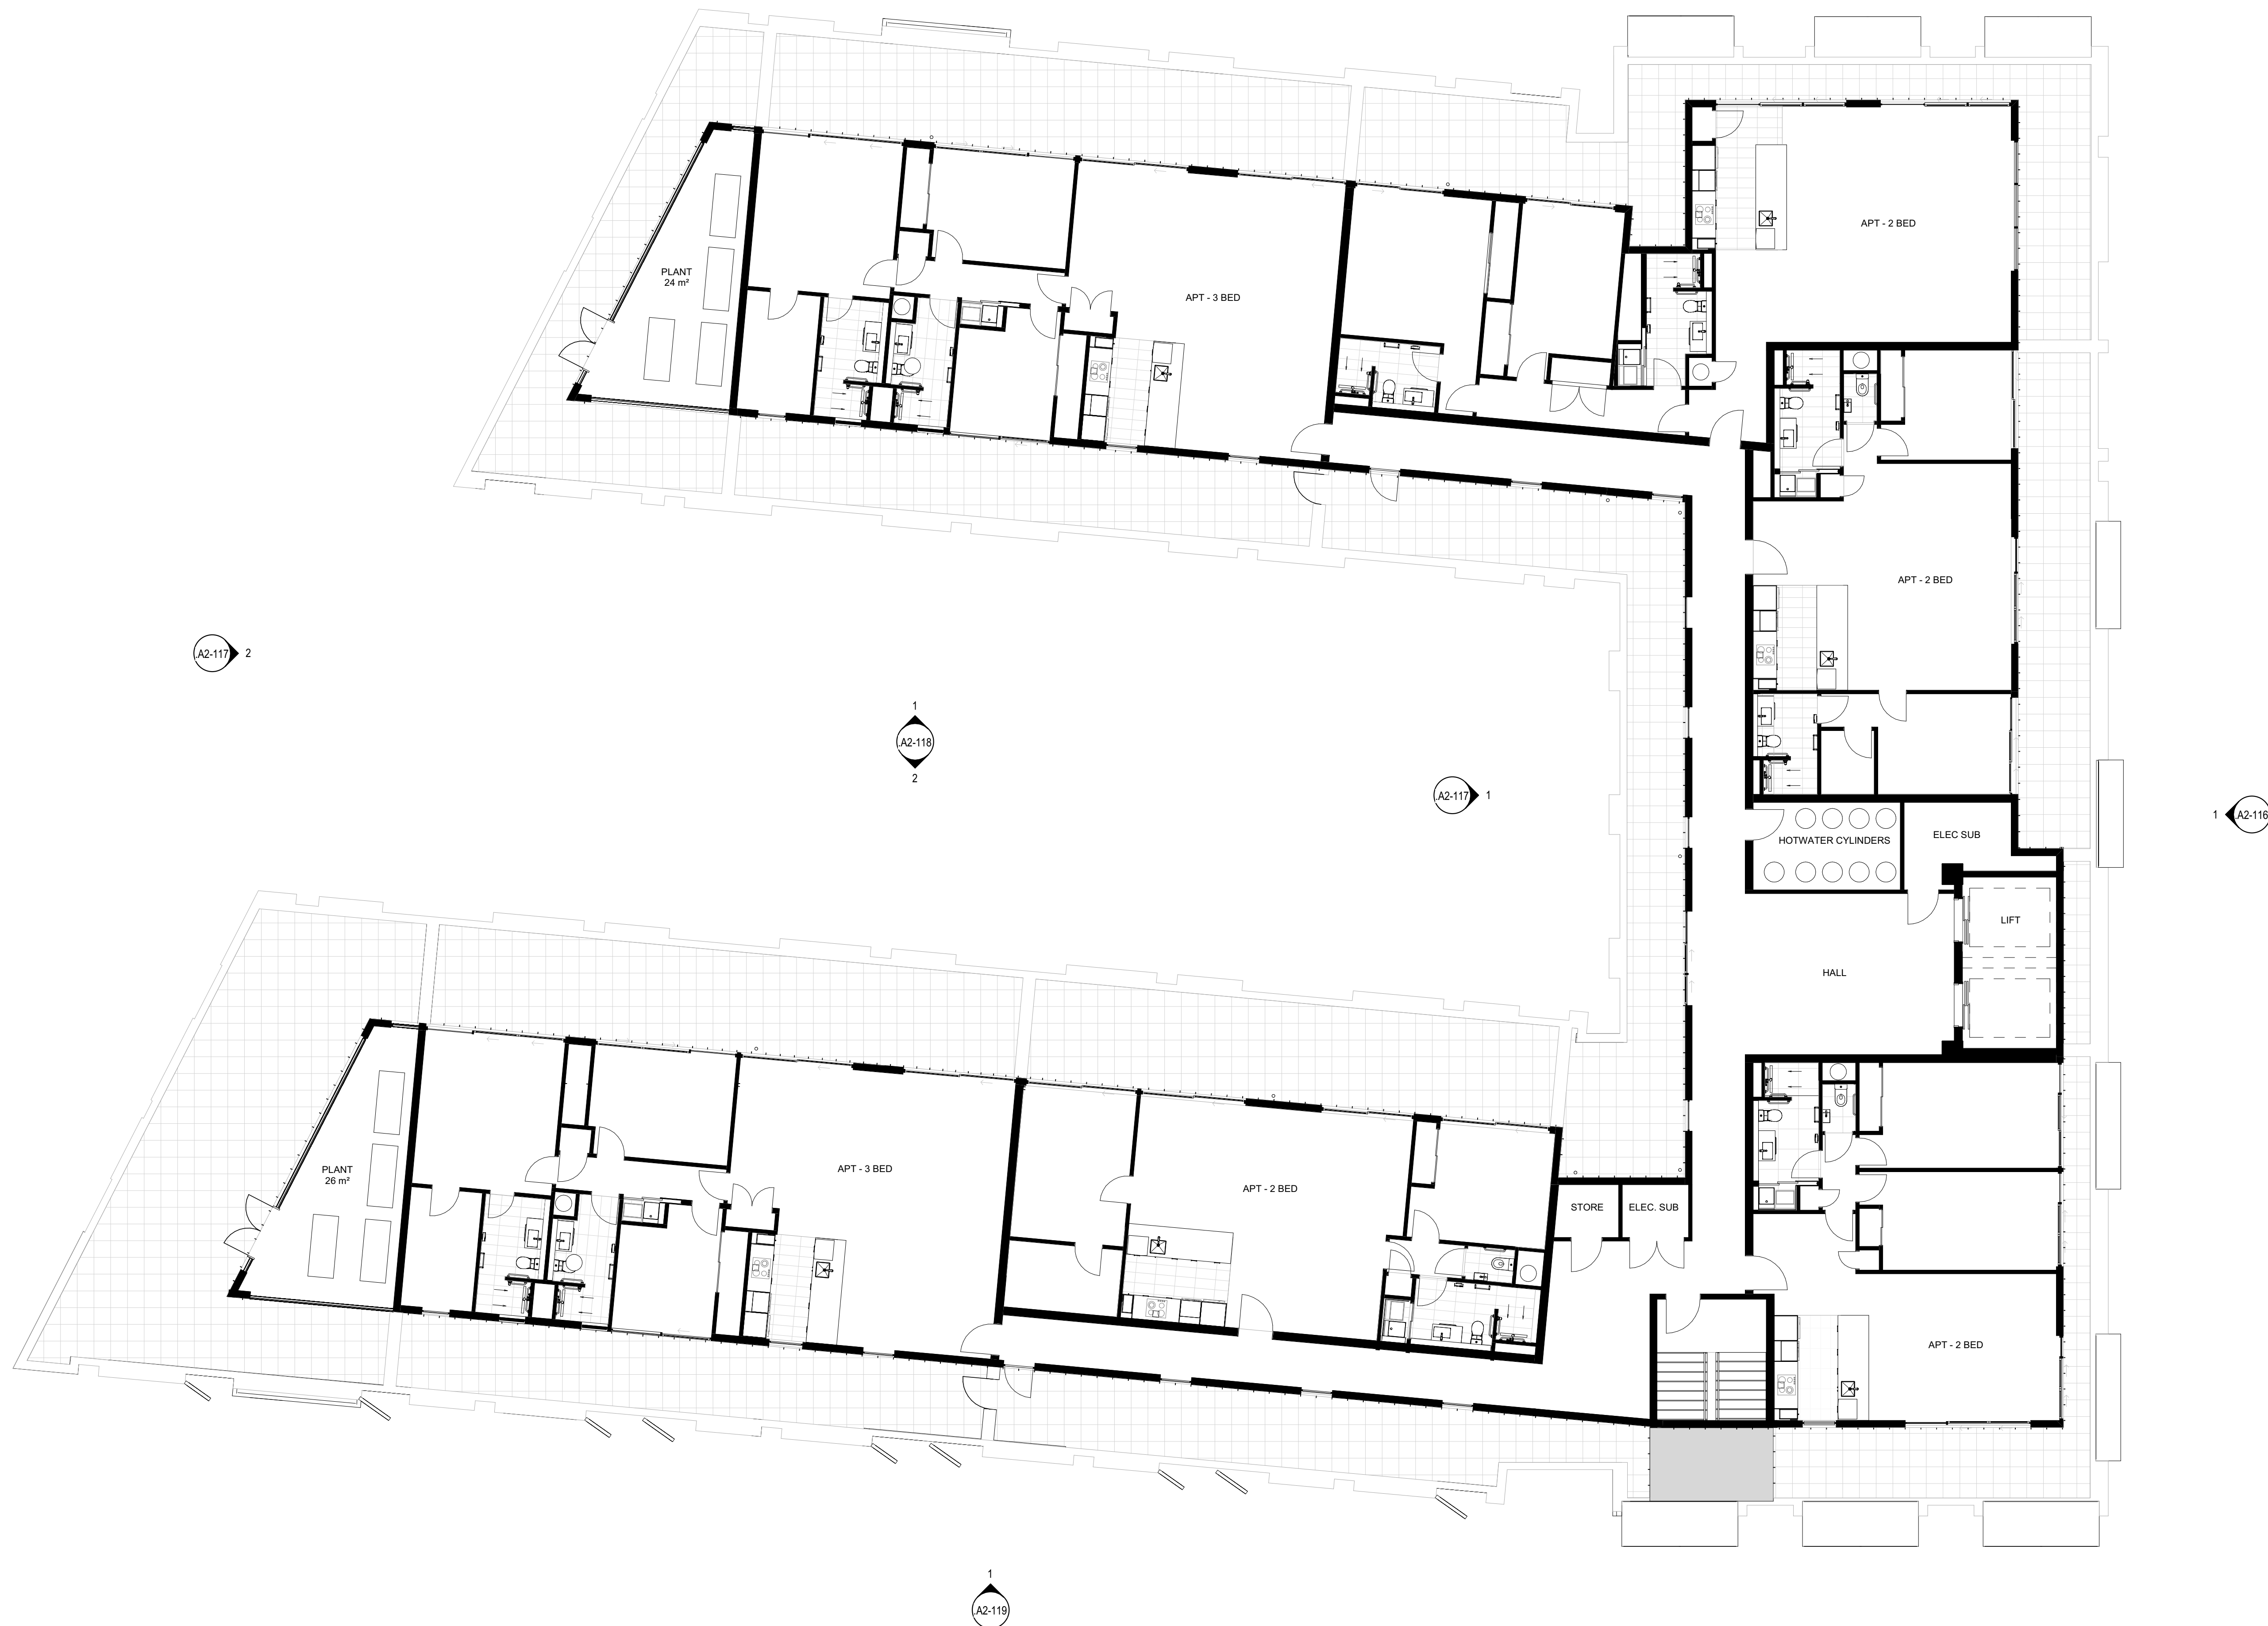 APT - 2 BED
PLANT
24 m²
APT - 3 BED
APT - 2 BED
.A2-117
2
1
.A2-118
2
.A2-117
1
HOTWATER CYLINDERS
ELEC SUB
1
.A2-116
LIFT
HALL
PLANT
26 m²
APT - 3 BED
APT - 2 BED
STORE
ELEC. SUB
APT - 2 BED
1
.A2-119